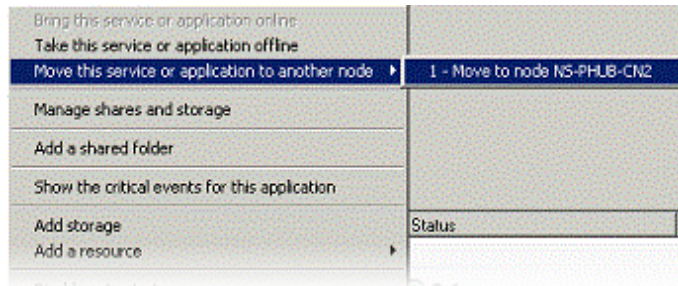 Bring this service or application online
Take this service or application offline
Move this service or application to another node
1 - Move to node NS-PHUB-CN2
Manage shares and storage
Add a shared folder
Show the critical events for this application
Add storage
Status
Add a resource